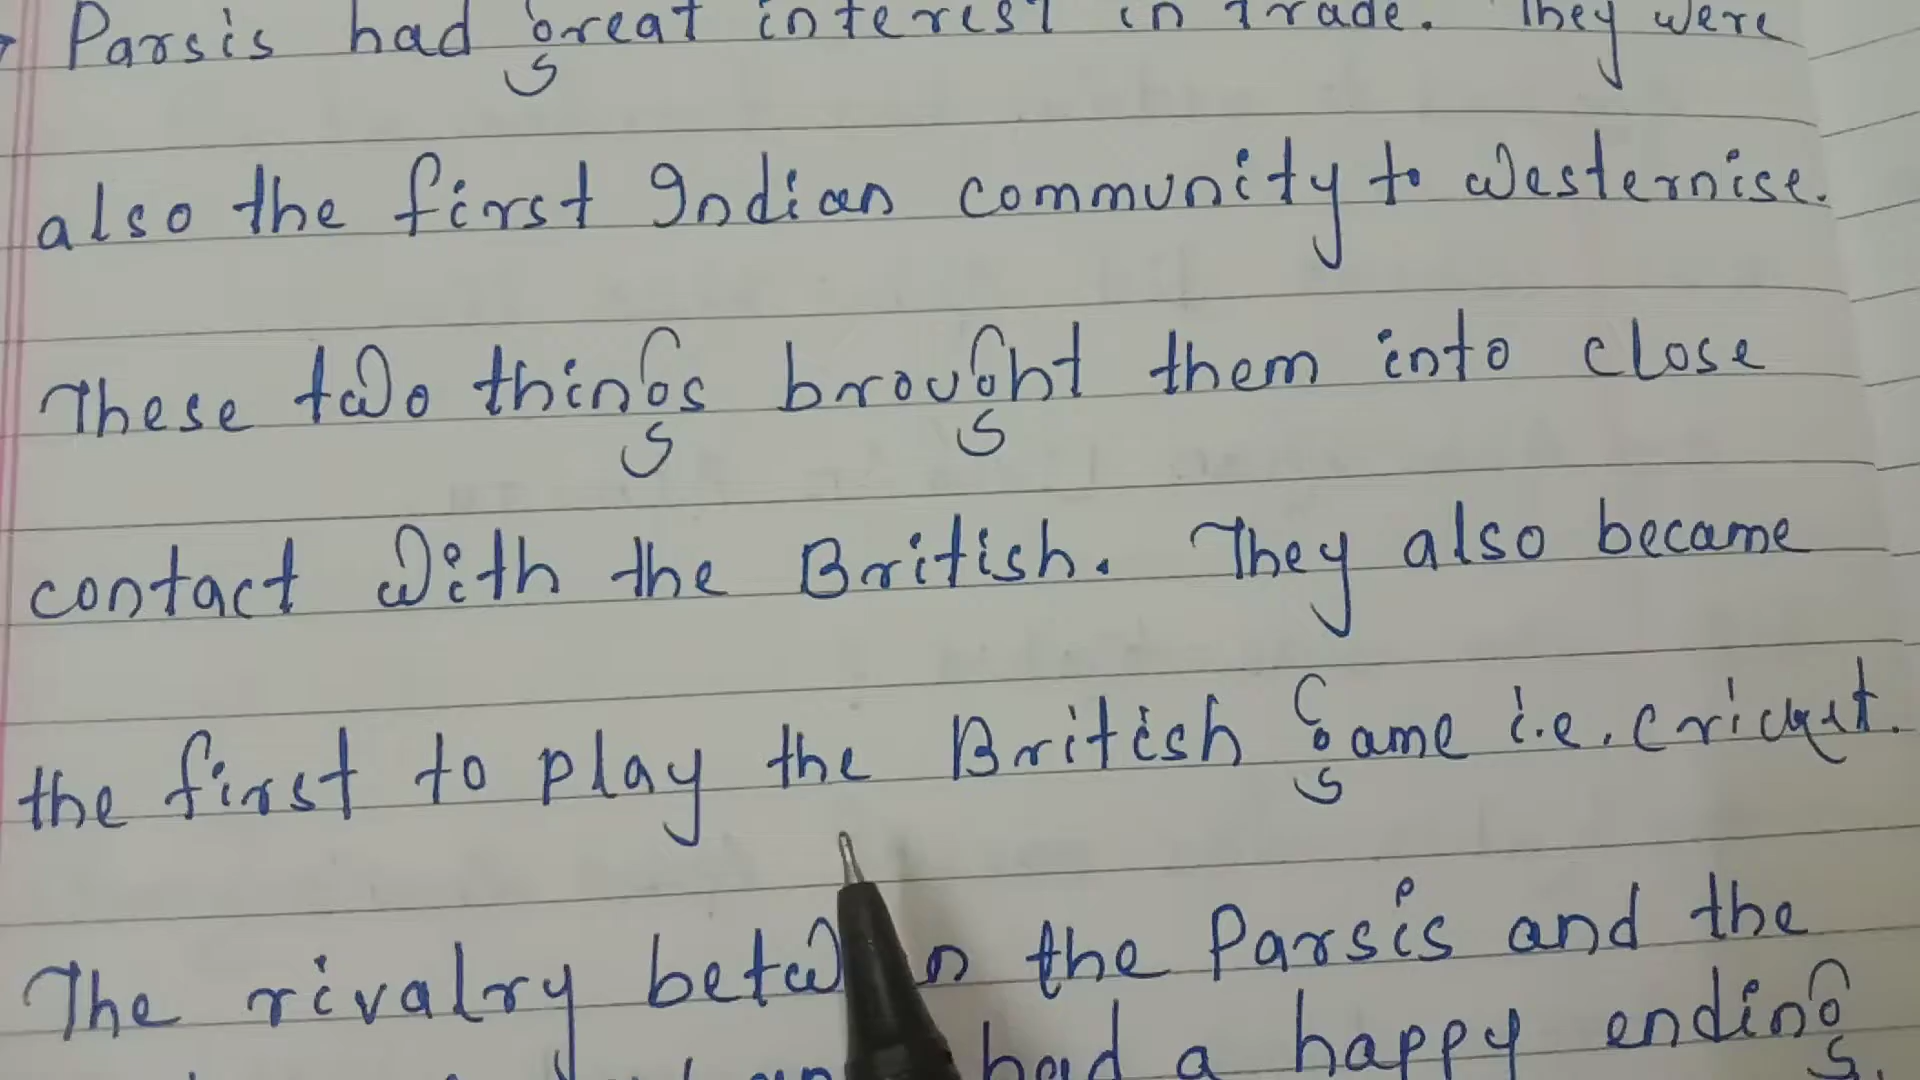 Parsis had great interest in trade. They were
also the first Indian community to westernise.
These two things brought them into close
contact with the British. They also became
the first to play the British game i.e. cricket.
The rivalry between the Parsis and the
had a happy ending